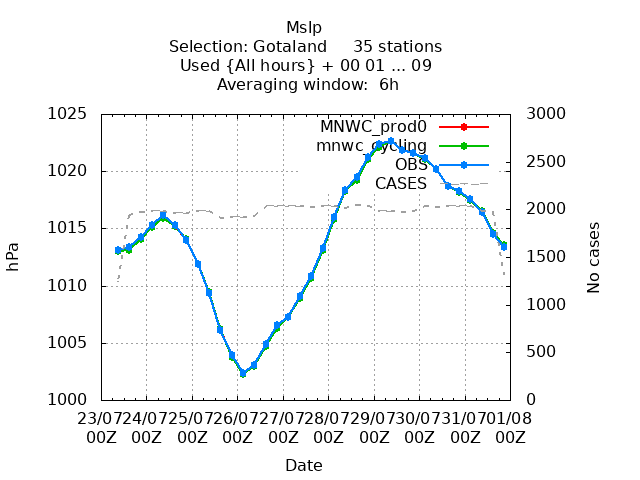 Mslp
Selection: Gotaland 35 stations
Used {All hours} + 00 01 ... 09
Averaging window: 6h
1025 3000
MNWC_prod0
mnwc_cycling
OBS
CASES
1020 2500
2000
1015
hPa No cases
1500
1010
1000
1005
500
1000 0
23/07 24/07 25/07 26/07 27/07 28/07 29/07 30/07 31/07 01/08
00Z 00Z 00Z 00Z 00Z 00Z 00Z 00Z 00Z 00Z
Date